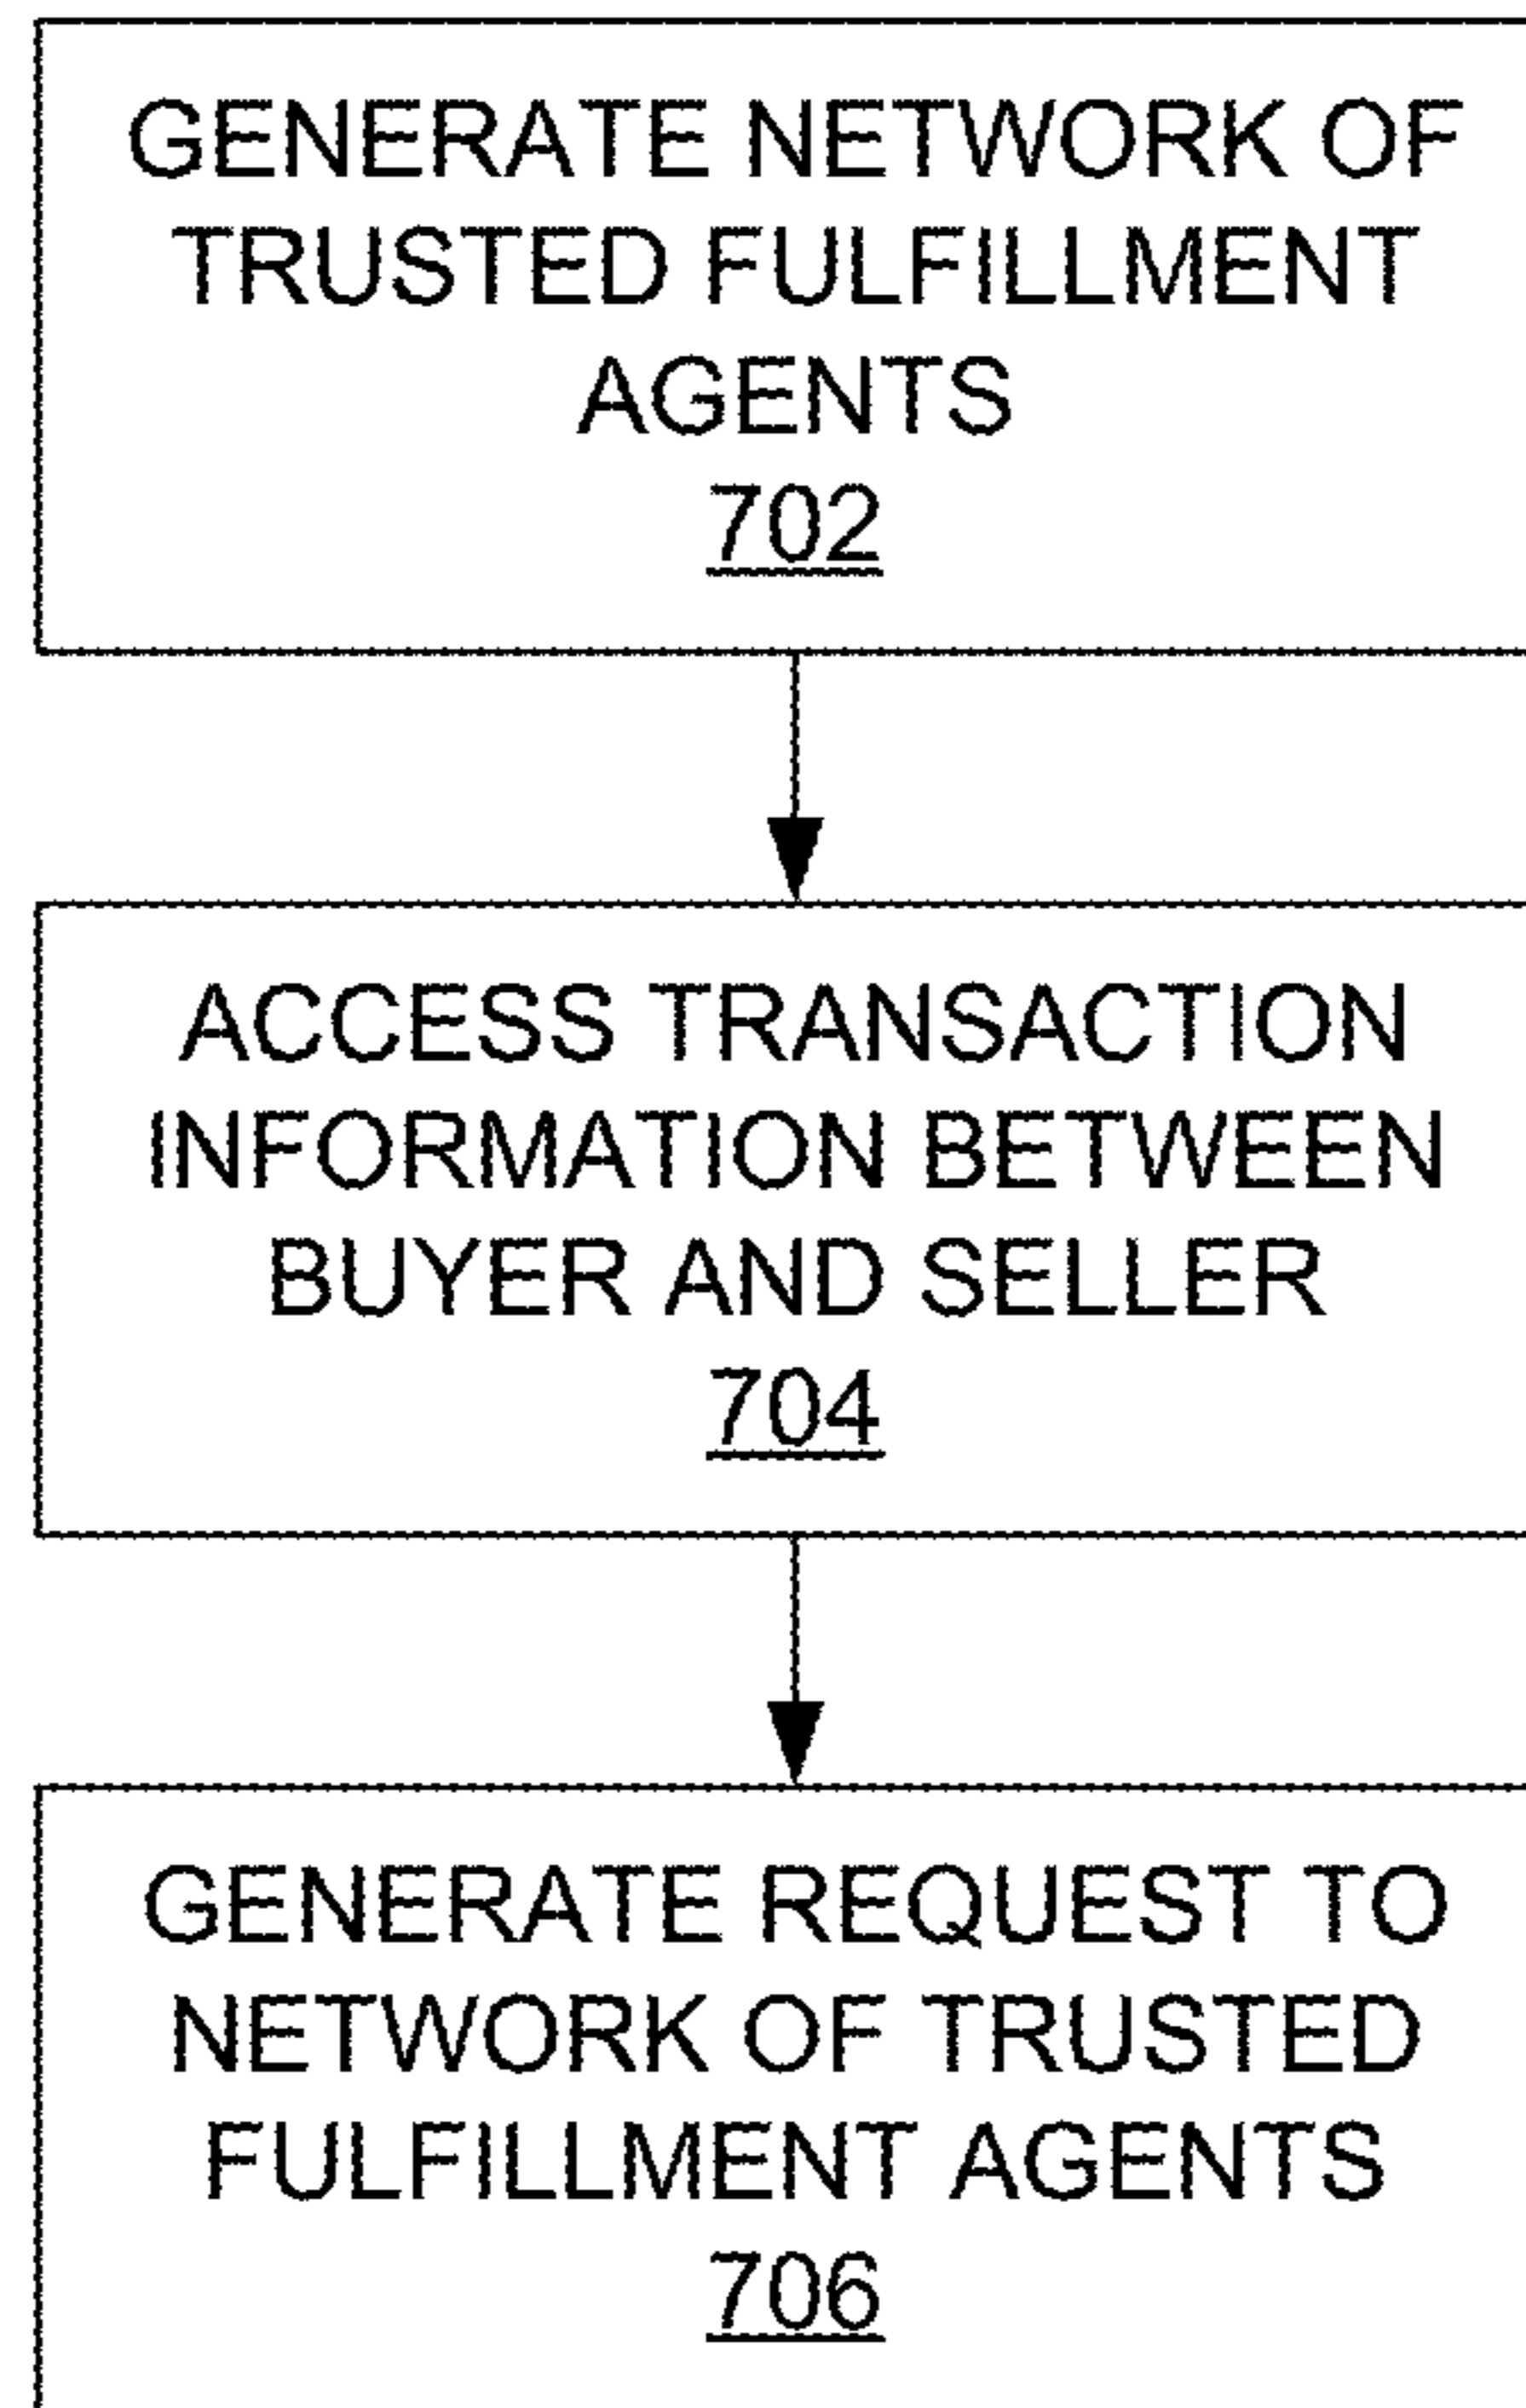 GENERATE NETWORK OF
TRUSTED FULFILLMENT
AGENTS
702
ACCESS TRANSACTION
INFORMATION BETWEEN
BUYER AND SELLER
704
GENERATE REQUEST TO
NETWORK OF TRUSTED
FULFILLMENT AGENTS
706